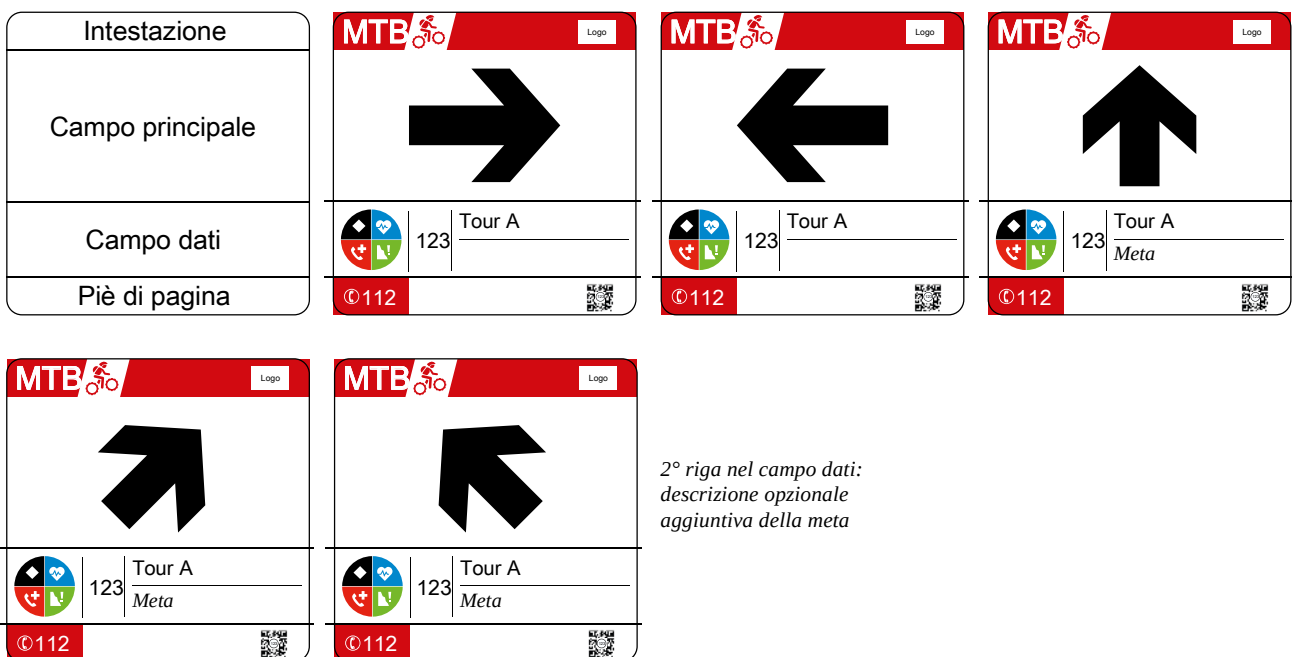 Intestazione
Campo principale
Campo dati
Piè di pagina
MTB Logo
123 Tour A
✆112
MTB Logo
123 Tour A
✆112
MTB Logo
123 Tour A
Meta
✆112
MTB Logo
123 Tour A
Meta
✆112
MTB Logo
123 Tour A
Meta
✆112
2° riga nel campo dati:
descrizione opzionale
aggiuntiva della meta